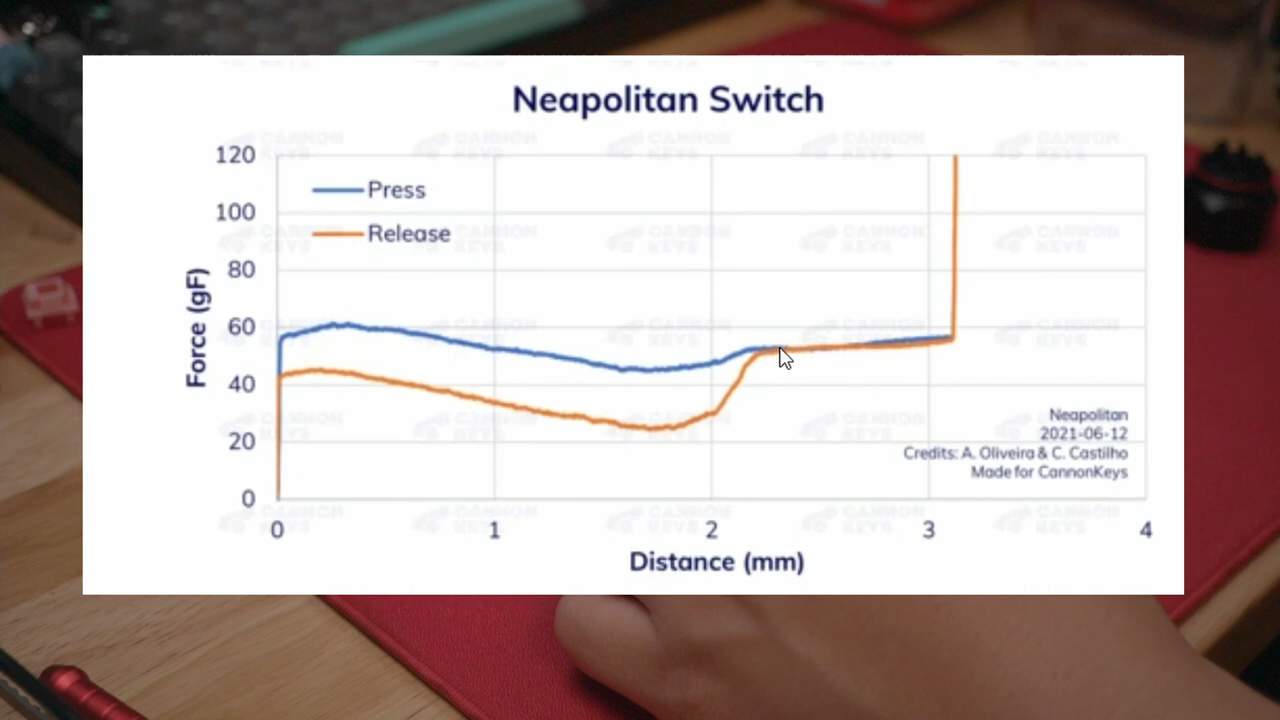 Neapolitan Switch
CANNON KEYS
120
100
80
60
40
20
0
Press
Release
Force (gF)
0 1 2 3 4
Distance (mm)
Neapolitan
2021-06-12
Credits: A. Oliveira & C. Castilho
Made for CannonKeys